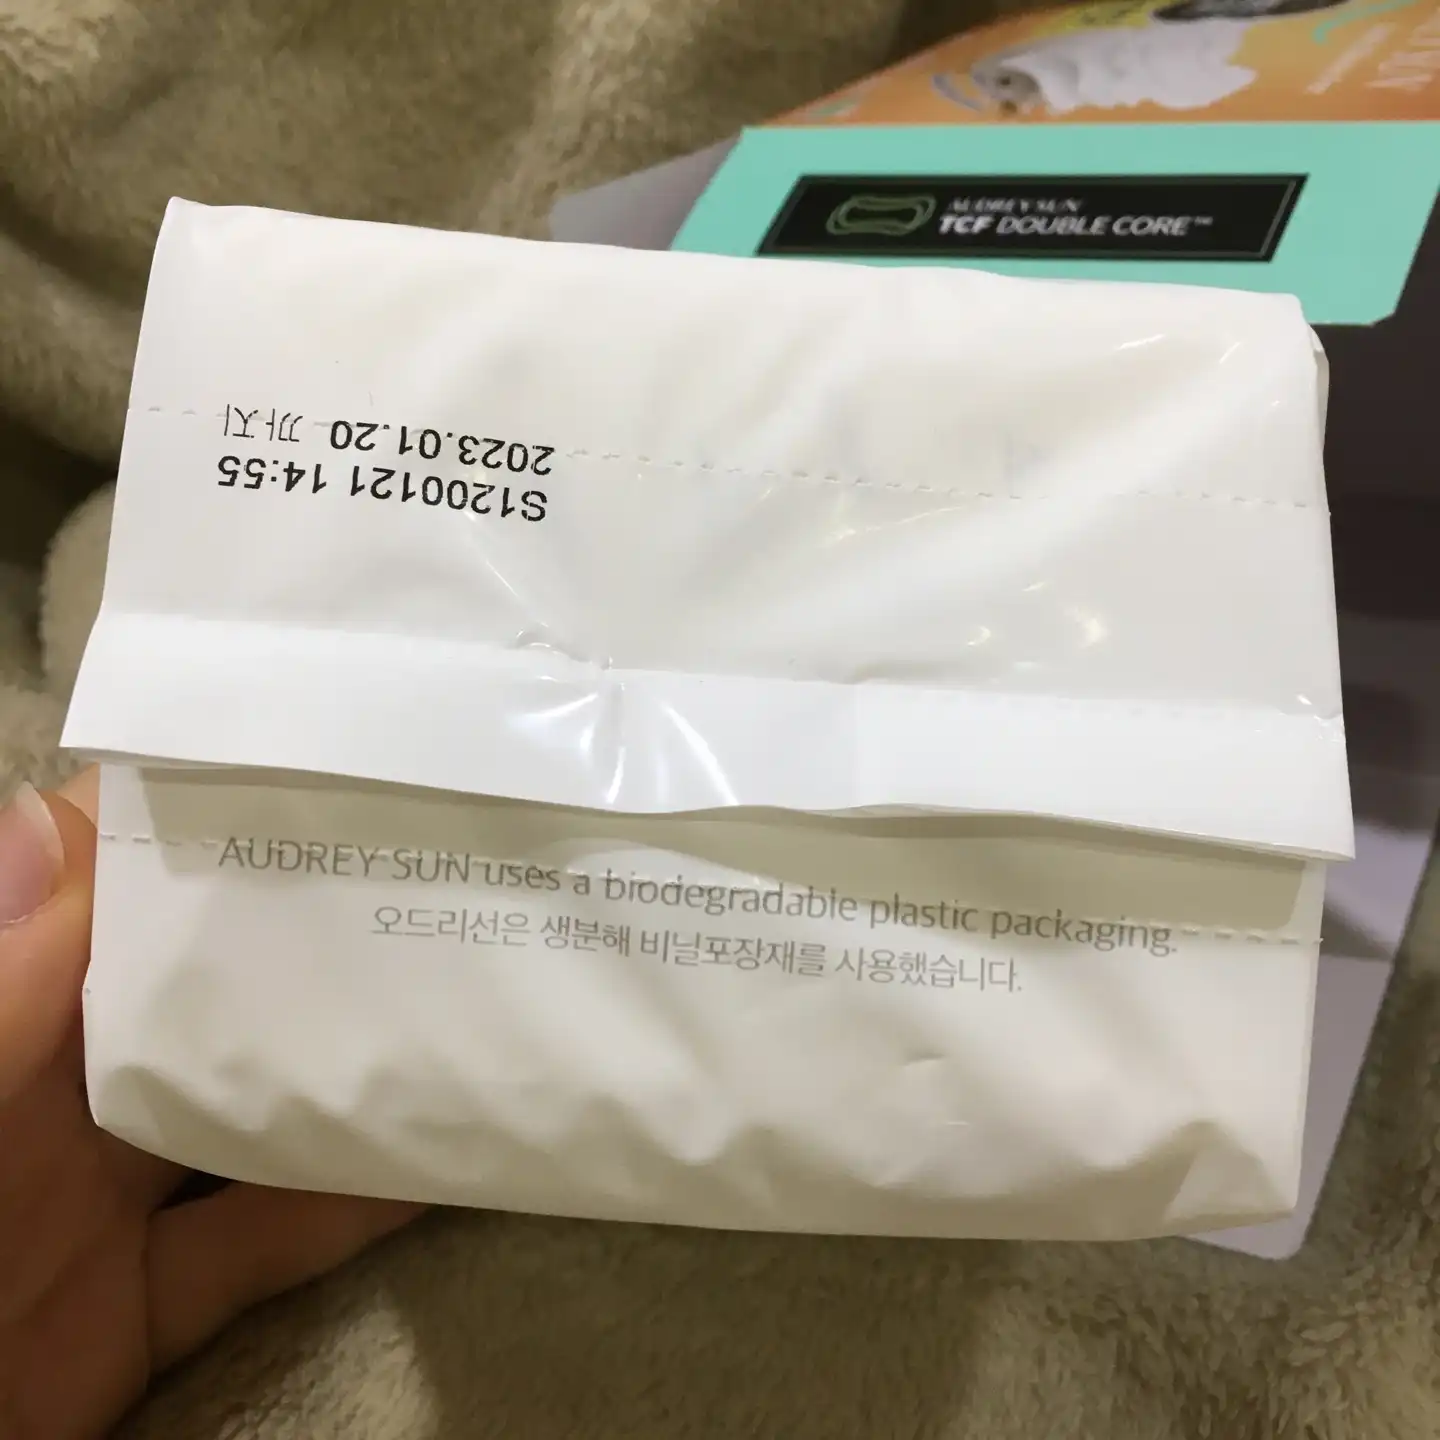 AUDREY SUN
TCF DOUBLE CORE™
S1200121 14:55
2023.01.20 까지
AUDREY SUN uses a biodegradable plastic packaging.
오드리선은 생분해 비닐포장재를 사용했습니다.